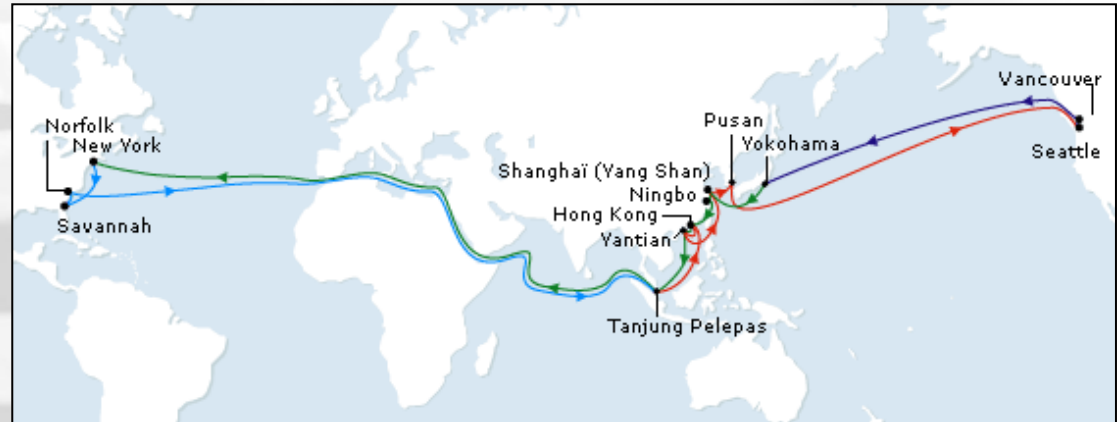 Vancouver
Norfolk
New York
Pusan
Yokohama
Seattle
Shanghaï (Yang Shan)
Ningbo
Hong Kong
Savannah
Yantian
Tanjung Pelepas